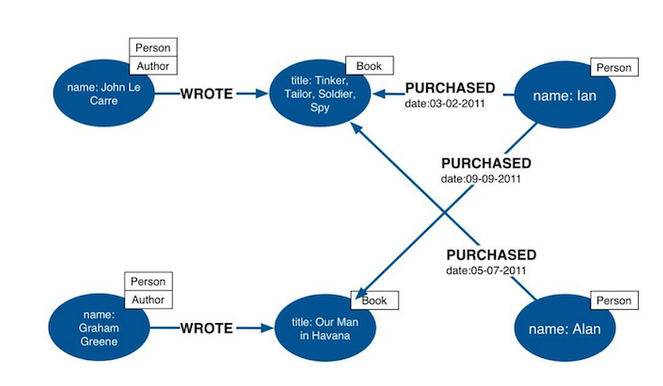 Person
Author
name: John Le
Carre
WROTE
Book
title: Tinker,
Tailor, Soldier,
Spy
PURCHASED
date:03-02-2011
Person
name: Ian
PURCHASED
date:09-09-2011
PURCHASED
date:05-07-2011
Person
Author
name:
Graham
Greene
WROTE
Book
title: Our Man
in Havana
Person
name: Alan